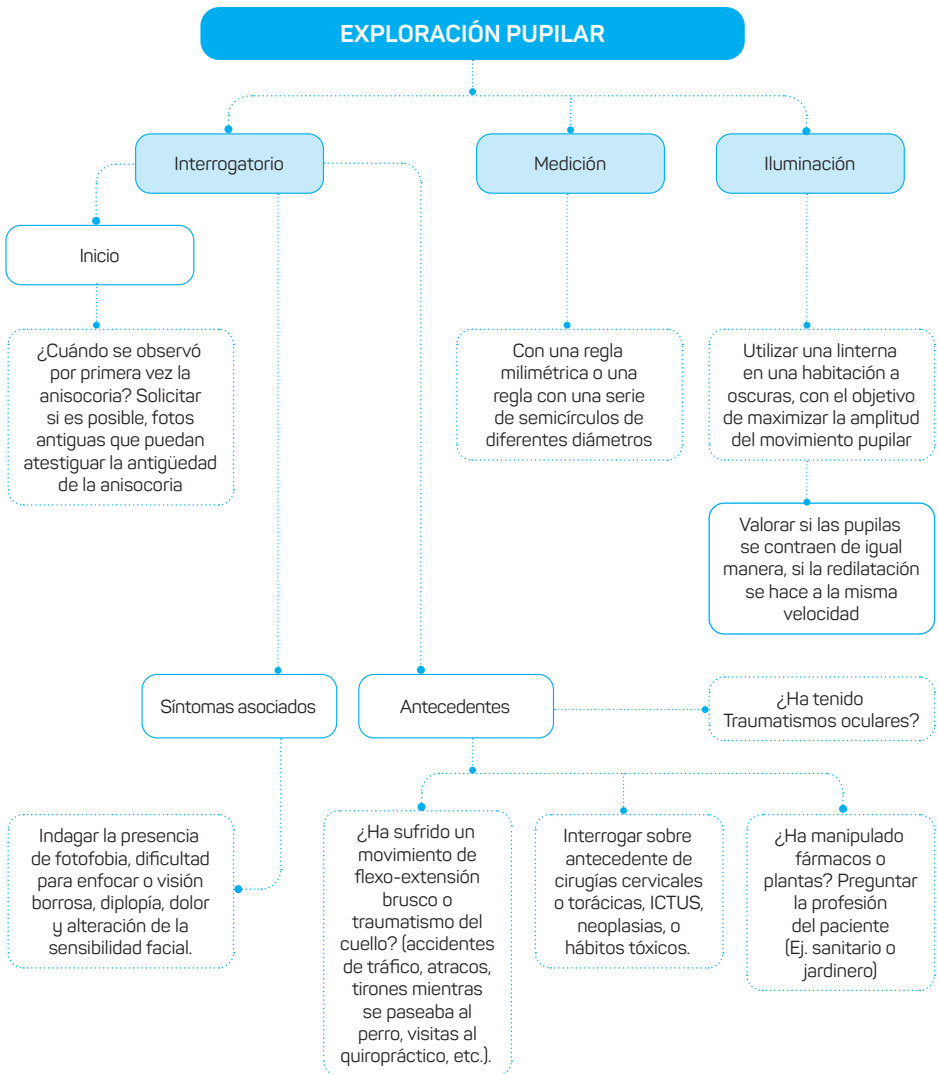 EXPLORACIÓN PUPILAR
Interrogatorio
Medición
Iluminación
Inicio
¿Cuándo se observó
por primera vez la
anisocoria? Solicitar
si es posible, fotos
antiguas que puedan
atestiguar la antigüedad
de la anisocoria
Con una regla
milimétrica o una
regla con una serie
de semicírculos de
diferentes diámetros
Utilizar una linterna
en una habitación a
oscuras, con el objetivo
de maximizar la amplitud
del movimiento pupilar
Valorar si las pupilas
se contraen de igual
manera, si la redilatación
se hace a la misma
velocidad
Síntomas asociados
Antecedentes
¿Ha tenido
Traumatismos oculares?
Indagar la presencia
de fotofobia, dificultad
para enfocar o visión
borrosa, diplopía, dolor
y alteración de la
sensibilidad facial.
¿Ha sufrido un
movimiento de
flexo-extensión
brusco o
traumatismo del
cuello? (accidentes
de tráfico, atracos,
tirones mientras
se paseaba al
perro, visitas al
quiropráctico, etc.).
Interrogar sobre
antecedente de
cirugías cervicales
o torácicas, ICTUS,
neoplasias, o
hábitos tóxicos.
¿Ha manipulado
fármacos o
plantas? Preguntar
la profesión
del paciente
(Ej. sanitario o
jardinero)